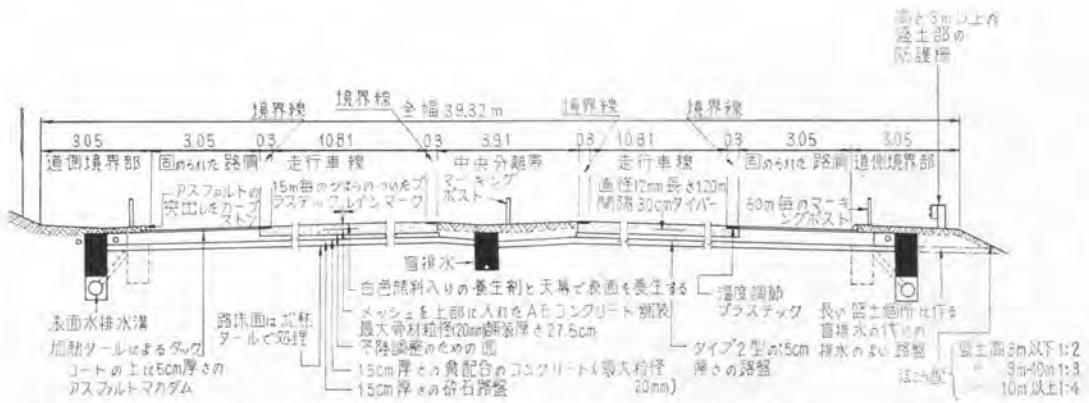 高さ3m以上の
盛土部の
防護柵
境界線
境界線
全幅39.32m
境界線
境界線
3.05
3.05
0.3
10.81
0.3
3.91
0.3
10.81
0.3
3.05
3.05
道側境界部
固められた路肩
走行車線
中央分離帯
走行車線
固められた路肩
道側境界部
アスファルトの
突出したカーブ
ストン
15m毎の
ついたプ
ラスティックレインマーク
マーキング
ポスト
直径12mm長さ120m
間隔30cmタイバー
60m毎のマーキ
ングポスト
盲排水
白色顔料入りの養生剤と天幕で表面を養生する
メッシュを上部に入れたAEコンクリート舗装
最大骨材粒径(20mm)舗装厚さ27.5cm
不陸調整のための
15cm厚さの貧配合のコンクリート(最大粒径
20mm)
15cm厚さの砕石路盤
表面水排水溝
加熱タールによるタック
コートの上に5cm厚さの
アスファルトマカダム
路床面は加熱
タールで処理
温度調節
プラスチック
タイプ2型の15cm
厚さの路盤
長い盛土個所に作る
盲排水の代りの
排水のよい路盤
法こう配
盛土高3m以下1:2
〃 3m-10m1:3
〃 10m以上1:4